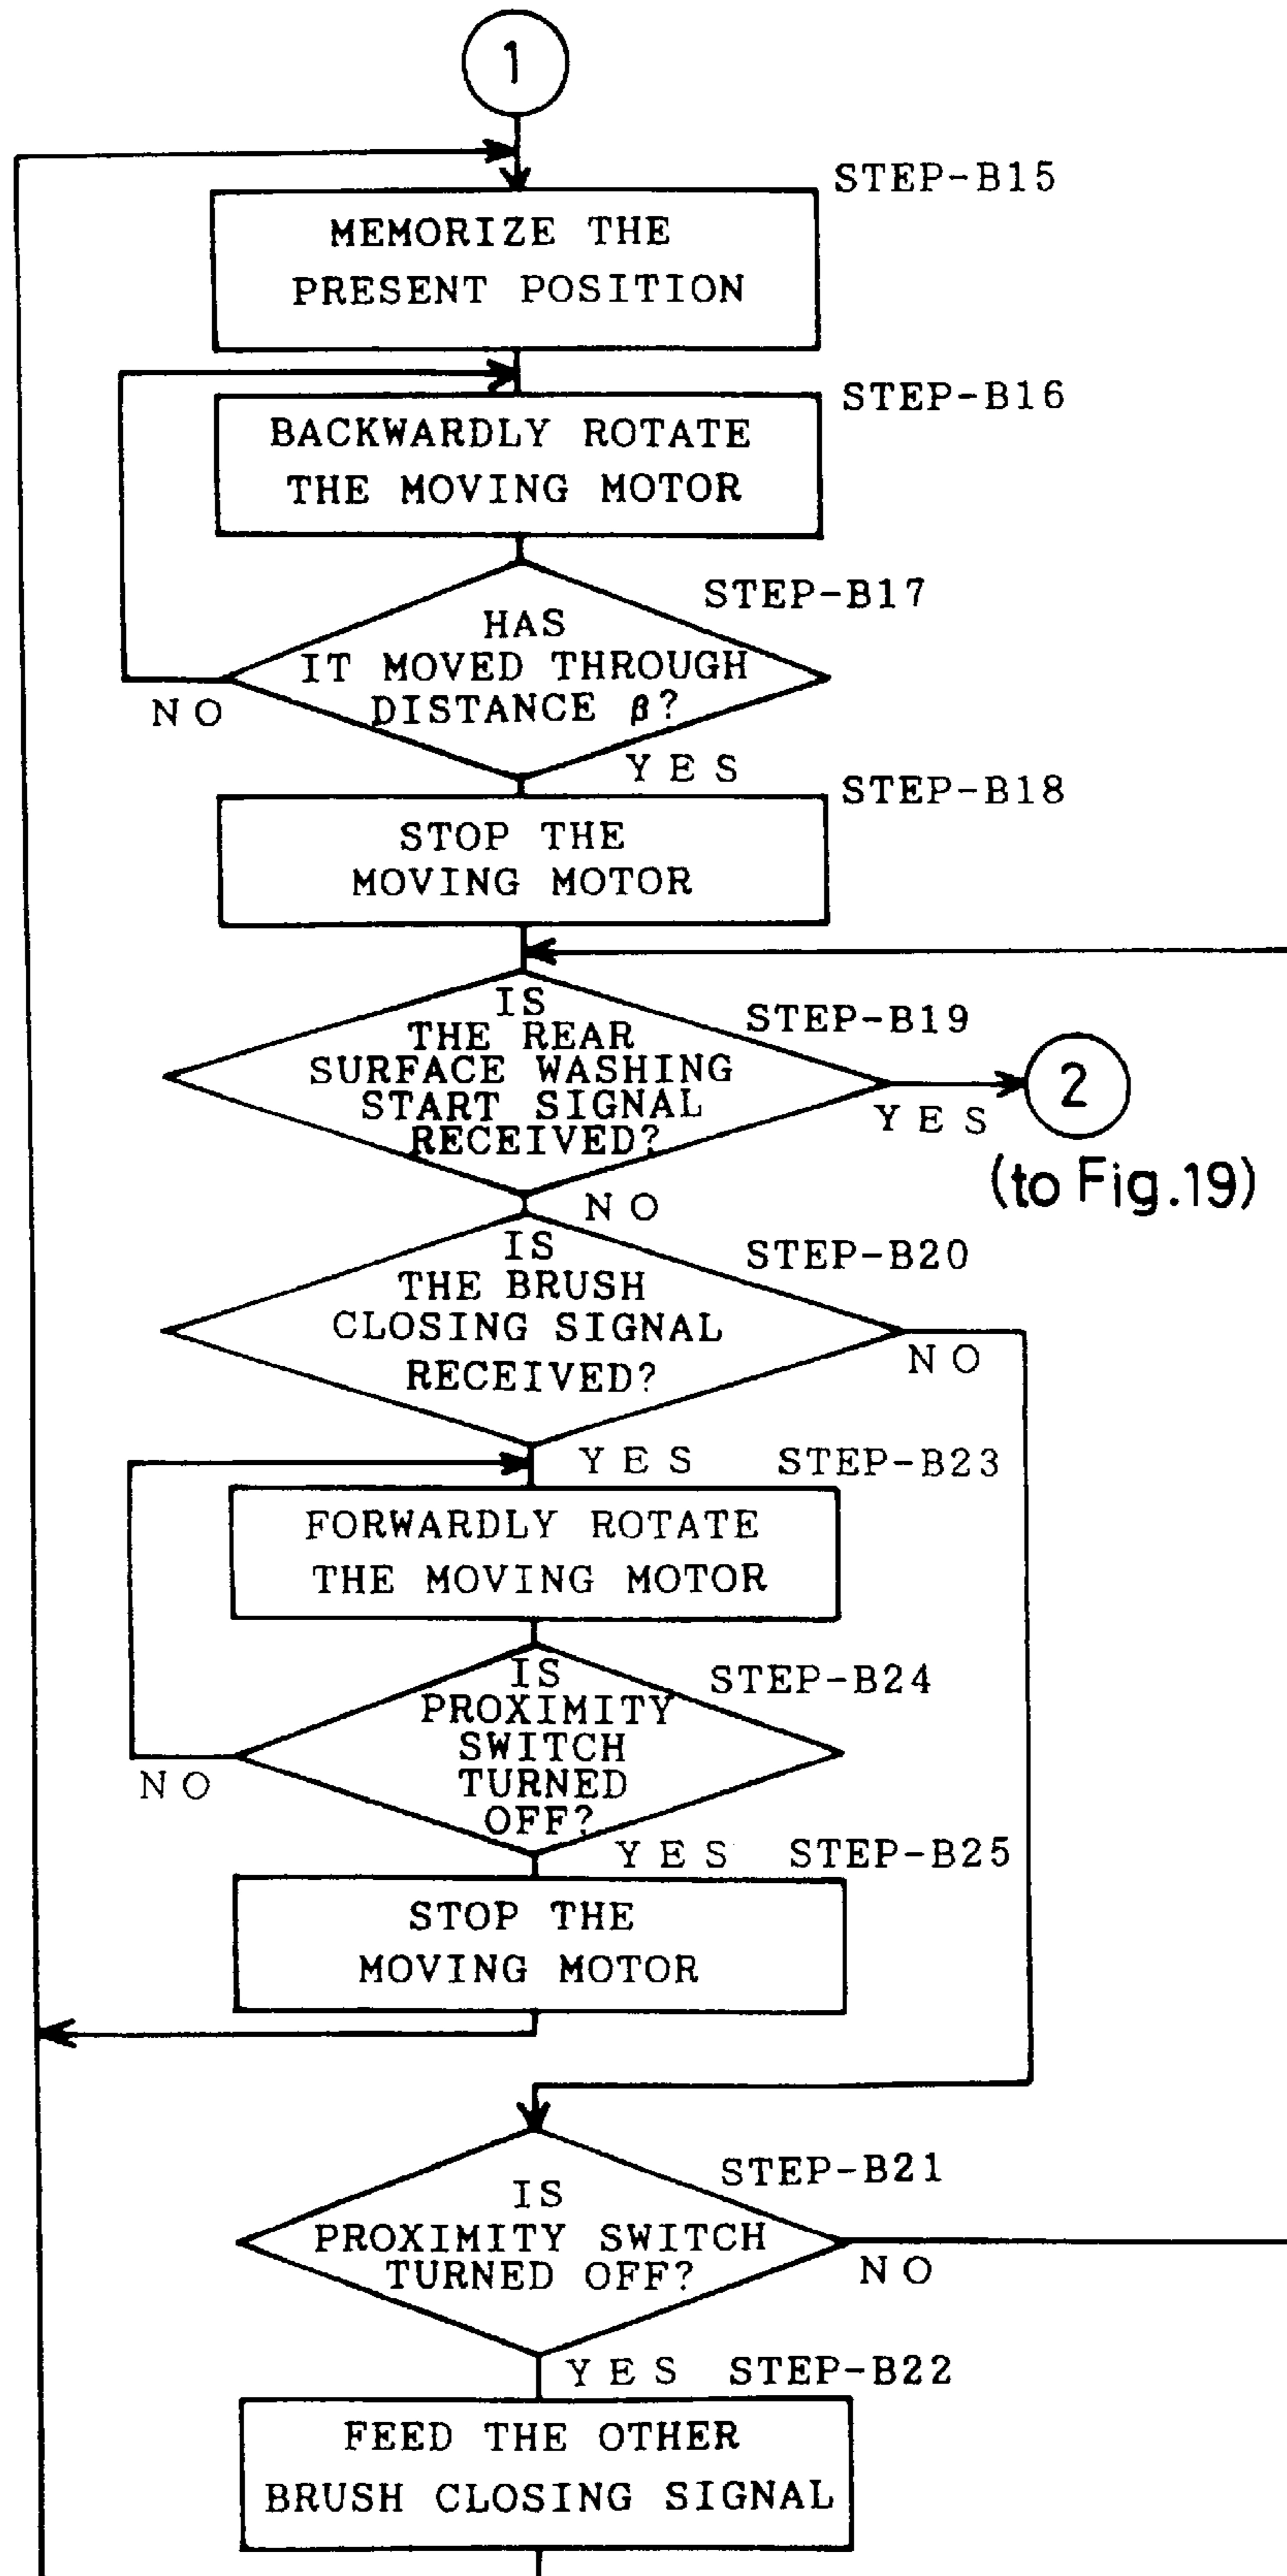 1
STEP-B15
MEMORIZE THE
PRESENT POSITION
STEP-B16
BACKWARDLY ROTATE
THE MOVING MOTOR
STEP-B17
HAS
IT MOVED THROUGH
DISTANCE β?
NO
YES
STEP-B18
STOP THE
MOVING MOTOR
STEP-B19
IS
THE REAR
SURFACE WASHING
START SIGNAL
RECEIVED?
2
YES
(to Fig.19)
NO
STEP-B20
IS
THE BRUSH
CLOSING SIGNAL
RECEIVED?
NO
YES STEP-B23
FORWARDLY ROTATE
THE MOVING MOTOR
STEP-B24
IS
PROXIMITY
SWITCH
TURNED
OFF?
NO
YES STEP-B25
STOP THE
MOVING MOTOR
STEP-B21
IS
PROXIMITY SWITCH
TURNED OFF?
NO
YES STEP-B22
FEED THE OTHER
BRUSH CLOSING SIGNAL